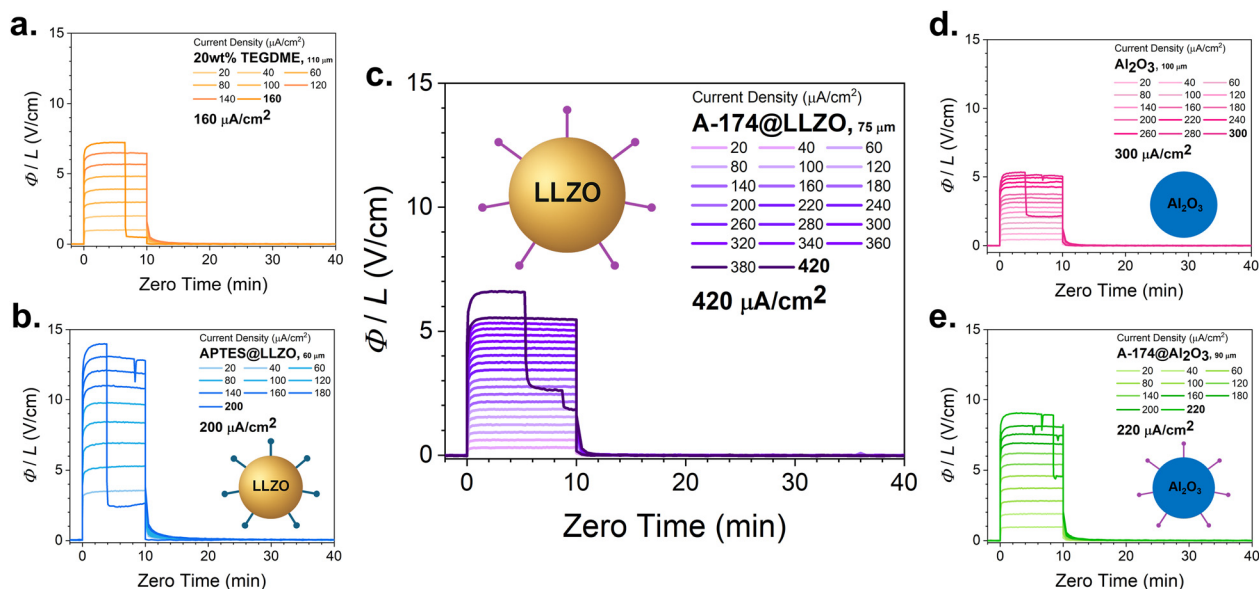 a.
15
10
5
0
Φ / L (V/cm)
Current Density (μA/cm²)
20wt% TEGDME, 110 μm
20 40 60
80 100 120
140 160
160 μA/cm²
0 10 20 30 40
Zero Time (min)
b.
15
10
5
0
Φ / L (V/cm)
Current Density (μA/cm²)
APTES@LLZO, 60 μm
20 40 60
80 100 120
140 160 180
200
200 μA/cm²
LLZO
0 10 20 30 40
Zero Time (min)
c.
15
10
5
0
Φ / L (V/cm)
LLZO
Current Density (μA/cm²)
A-174@LLZO, 75 μm
20 40 60
80 100 120
140 160 180
200 220 240
260 280 300
320 340 360
380 420
420 μA/cm²
0 10 20 30 40
Zero Time (min)
d.
15
10
5
0
Φ / L (V/cm)
Current Density (μA/cm²)
Al₂O₃, 100 μm
20 40 60
80 100 120
140 160 180
200 220 240
260 280 300
300 μA/cm²
Al₂O₃
0 10 20 30 40
Zero Time (min)
e.
15
10
5
0
Φ / L (V/cm)
Current Density (μA/cm²)
A-174@Al₂O₃, 90 μm
20 40 60
80 100 120
140 160 180
200 220
220 μA/cm²
Al₂O₃
0 10 20 30 40
Zero Time (min)